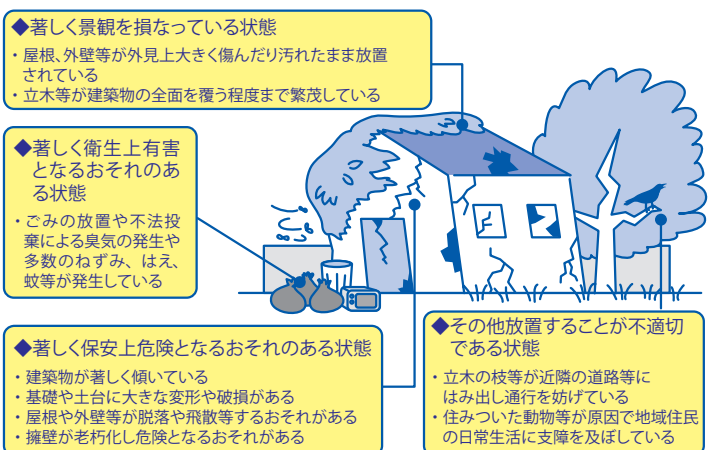 ◆著しく景観を損なっている状態
・屋根、外壁等が外見上大きく傷んだり汚れたまま放置
されている
・立木等が建築物の全面を覆う程度まで繁茂している
◆著しく衛生上有害
となるおそれのあ
る状態
・ごみの放置や不法投
棄による臭気の発生や
多数のねずみ、はえ、
蚊等が発生している
◆著しく保安上危険となるおそれのある状態
・建築物が著しく傾いている
・基礎や土台に大きな変形や破損がある
・屋根や外壁等が脱落や飛散等するおそれがある
・擁壁が老朽化し危険となるおそれがある
◆その他放置することが不適切
である状態
・立木の枝等が近隣の道路等に
はみ出し通行を妨げている
・住みついた動物等が原因で地域住民
の日常生活に支障を及ぼしている